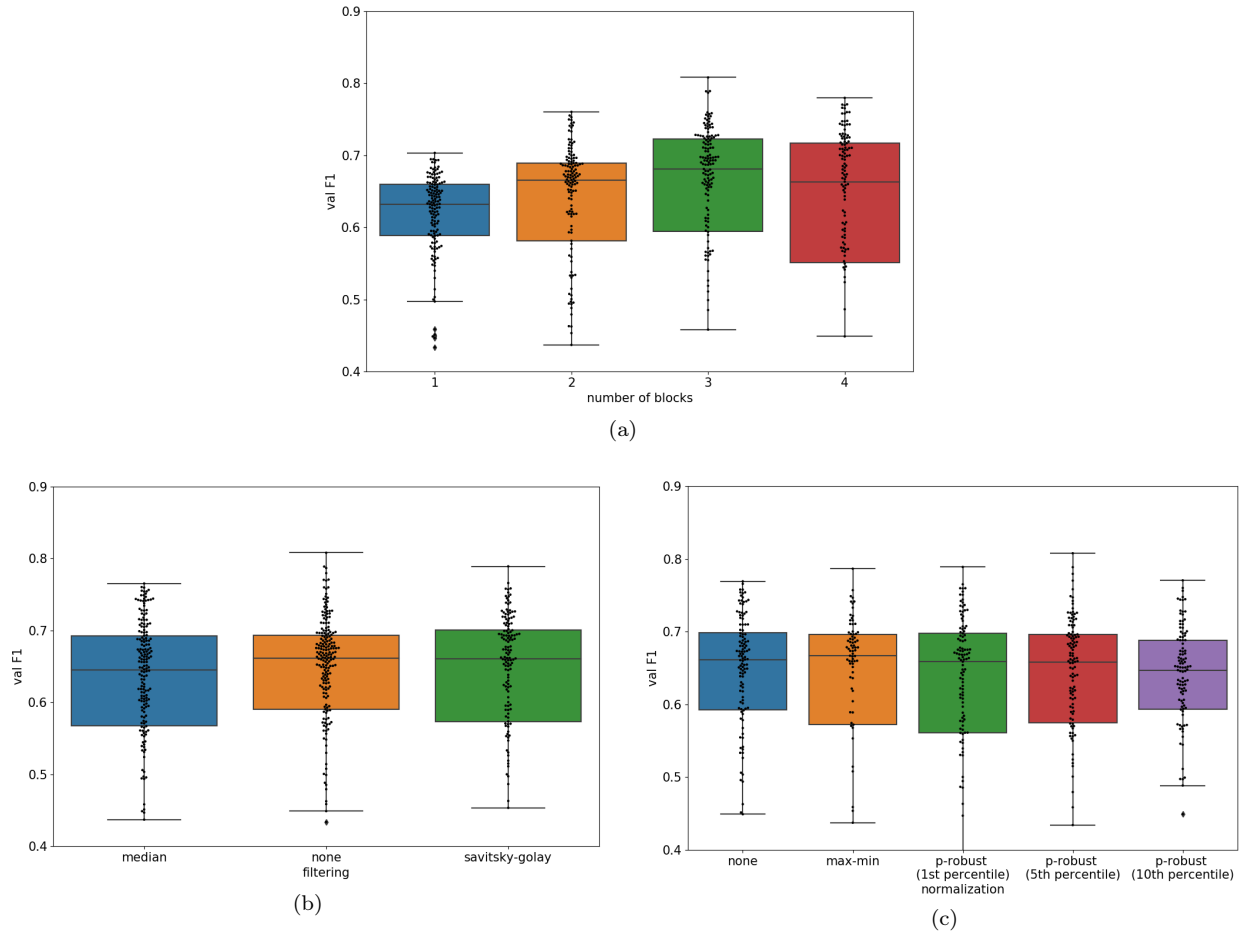 0.9
0.8
0.7
0.6
0.5
0.4
val F1
1 2 3 4
number of blocks
(a)
0.9
0.8
0.7
0.6
0.5
0.4
val F1
median none savitsky-golay
filtering
(b)
0.9
0.8
0.7
0.6
0.5
0.4
val F1
none max-min p-robust p-robust p-robust
(1st percentile) (5th percentile) (10th percentile)
normalization
(c)